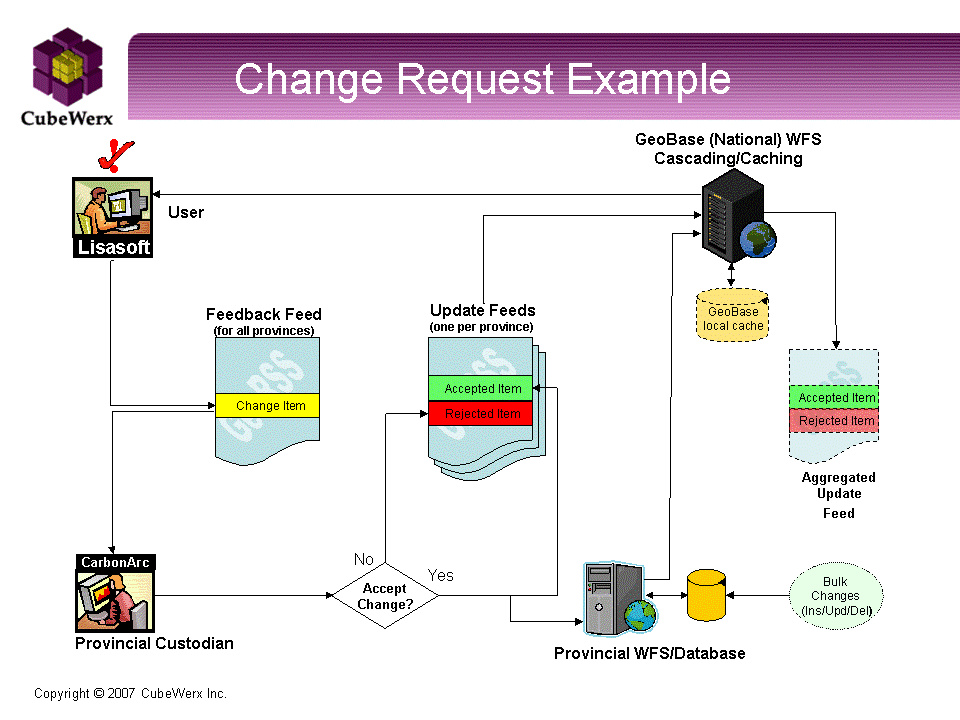 CubeWerx
Change Request Example
GeoBase (National) WFS
Cascading/Caching
User
Lisasoft
GeoBase
local cache
Feedback Feed
(for all provinces)
Update Feeds
(one per province)
GeoRSS
Change Item
GeoRSS
Accepted Item
Rejected Item
Accepted Item
Rejected Item
Aggregated
Update
Feed
CarbonArc
Provincial Custodian
No
Yes
Accept
Change?
Provincial WFS/Database
Bulk
Changes
(Ins/Upd/Del)
Copyright © 2007 CubeWerx Inc.